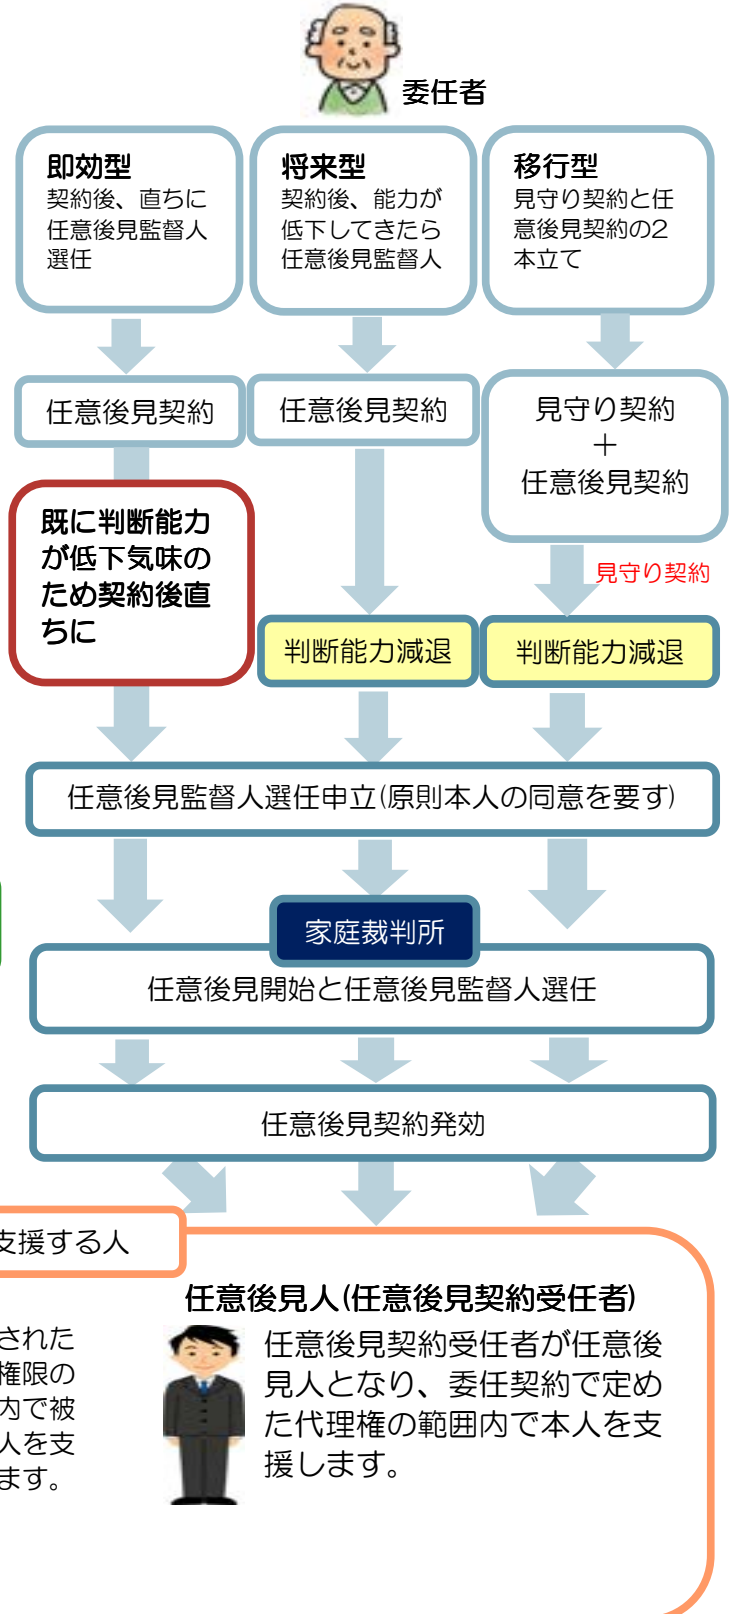 委任者
即効型
契約後、直ちに
任意後見監督人
選任
将来型
契約後、能力が
低下してきたら
任意後見監督人
移行型
見守り契約と任
意後見契約の2
本立て
任意後見契約
任意後見契約
見守り契約
＋
任意後見契約
既に判断能力
が低下気味の
ため契約後直
ちに
見守り契約
判断能力減退
判断能力減退
任意後見監督人選任申立(原則本人の同意を要す)
家庭裁判所
任意後見開始と任意後見監督人選任
任意後見契約発効
支援する人
された
権限の
内で被
人を支
ます。
任意後見人(任意後見契約受任者)
任意後見契約受任者が任意後
見人となり、委任契約で定め
た代理権の範囲内で本人を支
援します。